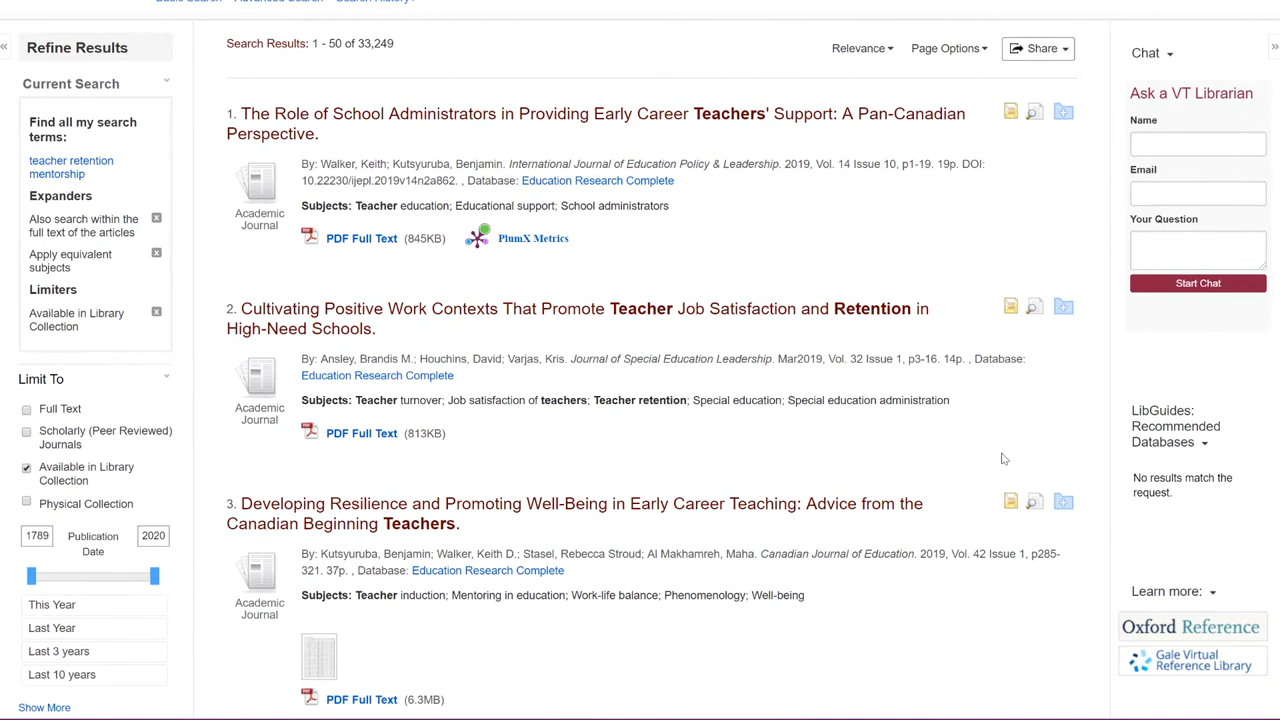 Basic Search Advanced Search Search History
Refine Results
Current Search
Find all my search
terms:
teacher retention
mentorship
Expanders
Also search within the
full text of the articles
Apply equivalent
subjects
Limiters
Available in Library
Collection
Limit To
Full Text
Scholarly (Peer Reviewed)
Journals
Available in Library
Collection
Physical Collection
1789 Publication Date 2020
This Year
Last Year
Last 3 years
Last 10 years
Show More
Search Results: 1 - 50 of 33,249
Relevance Page Options Share
1. The Role of School Administrators in Providing Early Career Teachers' Support: A Pan-Canadian
Perspective.
By: Walker, Keith; Kutsyuruba, Benjamin. International Journal of Education Policy & Leadership. 2019, Vol. 14 Issue 10, p1-19. 19p. DOI:
10.22230/ijepl.2019v14n2a862. , Database: Education Research Complete
Academic
Journal
Subjects: Teacher education; Educational support; School administrators
PDF Full Text (845KB) PlumX Metrics
2. Cultivating Positive Work Contexts That Promote Teacher Job Satisfaction and Retention in
High-Need Schools.
By: Ansley, Brandis M.; Houchins, David; Varjas, Kris. Journal of Special Education Leadership. Mar2019, Vol. 32 Issue 1, p3-16. 14p. , Database:
Education Research Complete
Academic
Journal
Subjects: Teacher turnover; Job satisfaction of teachers; Teacher retention; Special education; Special education administration
PDF Full Text (813KB)
3. Developing Resilience and Promoting Well-Being in Early Career Teaching: Advice from the
Canadian Beginning Teachers.
By: Kutsyuruba, Benjamin; Walker, Keith D.; Stasel, Rebecca Stroud; Al Makhamreh, Maha. Canadian Journal of Education. 2019, Vol. 42 Issue 1, p285-
321. 37p. , Database: Education Research Complete
Academic
Journal
Subjects: Teacher induction; Mentoring in education; Work-life balance; Phenomenology; Well-being
PDF Full Text (6.3MB)
Chat
Ask a VT Librarian
Name
Email
Your Question
Start Chat
LibGuides:
Recommended
Databases
No results match the
request.
Learn more:
Oxford Reference
Gale Virtual
Reference Library